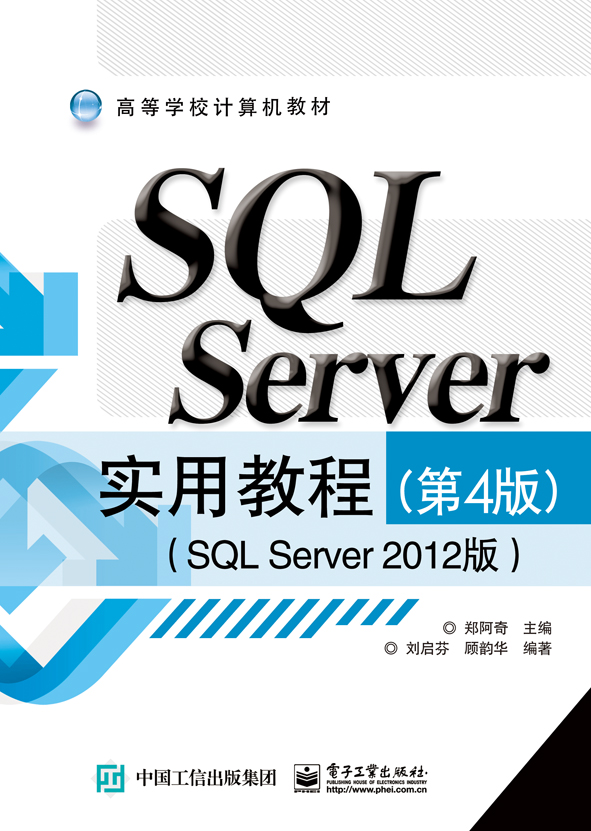 高等学校计算机教材
SQL
Server
实用教程（第4版）
（SQL Server 2012版）
◎ 郑阿奇 主编
◎ 刘启芬 顾韵华 编著
中国工信出版集团
電子工業出版社·
PUBLISHING HOUSE OF ELECTRONICS INDUSTRY
http://www.phei.com.cn